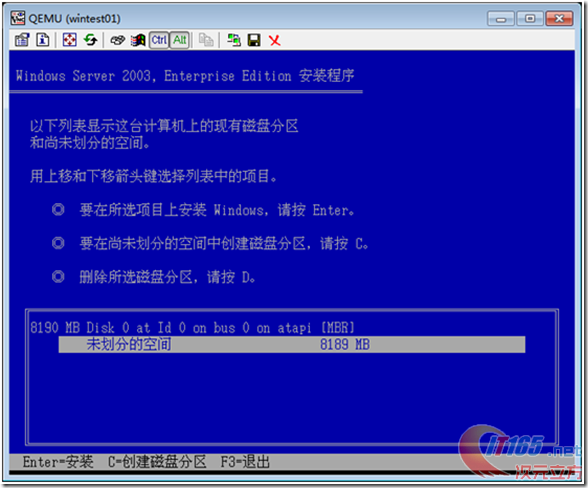 QEMU (wintest01)
Ctrl Alt
Windows Server 2003, Enterprise Edition 安装程序
以下列表显示这台计算机上的现有磁盘分区
和尚未划分的空间。
用上移和下移箭头键选择列表中的项目。
◎ 要在所选项目上安装 Windows，请按 Enter。
◎ 要在尚未划分的空间中创建磁盘分区，请按 C。
◎ 删除所选磁盘分区，请按 D。
8190 MB Disk 0 at Id 0 on bus 0 on atapi [MBR]
未划分的空间 8189 MB
Enter=安装 C=创建磁盘分区 F3=退出
IT165.net
次元立方